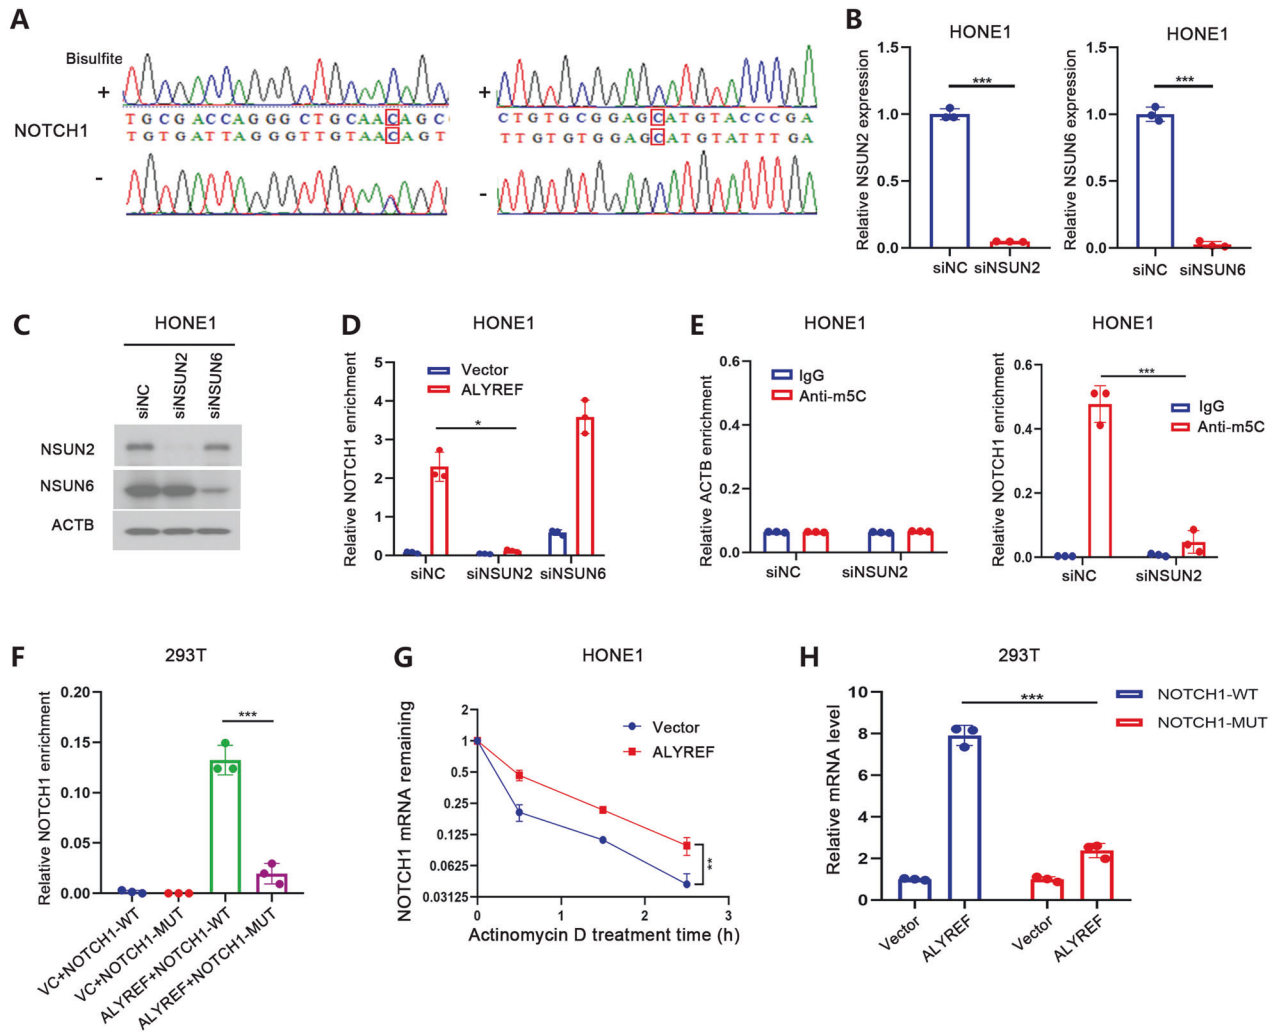 A
Bisulfite
+
NOTCH1
-
TGCGACCAGGGCTGCAACAGC
TGTGATTAGGGTTGTAACAGT
+
-
CTGTGCGGAGCATGTACCCGA
TTGTGTGGAGCATGTATTTGA
B
HONE1
Relative NSUN2 expression
1.5
1.0
0.5
0.0
***
siNC siNSUN2
HONE1
Relative NSUN6 expression
1.5
1.0
0.5
0.0
***
siNC siNSUN6
C
HONE1
siNC
siNSUN2
siNSUN6
NSUN2
NSUN6
ACTB
D
HONE1
Relative NOTCH1 enrichment
5
4
3
2
1
0
Vector
ALYREF
*
siNC siNSUN2 siNSUN6
E
HONE1
Relative ACTB enrichment
0.6
0.4
0.2
0.0
IgG
Anti-m5C
siNC siNSUN2
HONE1
Relative NOTCH1 enrichment
0.6
0.4
0.2
0.0
***
IgG
Anti-m5C
siNC siNSUN2
F
293T
Relative NOTCH1 enrichment
0.20
0.15
0.10
0.05
0.00
***
VC+NOTCH1-WT
VC+NOTCH1-MUT
ALYREF+NOTCH1-WT
ALYREF+NOTCH1-MUT
G
HONE1
NOTCH1 mRNA remaining
2
1
0.5
0.25
0.125
0.0625
0.03125
Vector
ALYREF
**
0 1 2 3
Actinomycin D treatment time (h)
H
293T
Relative mRNA level
10
8
6
4
2
0
***
NOTCH1-WT
NOTCH1-MUT
Vector
ALYREF
Vector
ALYREF